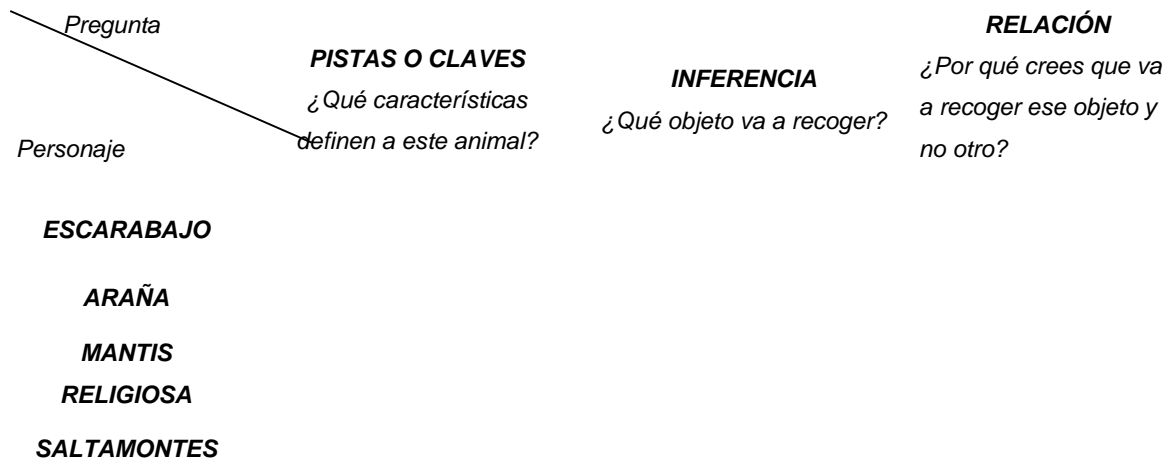 Pregunta
Personaje
PISTAS O CLAVES
¿Qué características
definen a este animal?
INFERENCIA
¿Qué objeto va a recoger?
RELACIÓN
¿Por qué crees que va
a recoger ese objeto y
no otro?
ESCARABAJO
ARAÑA
MANTIS
RELIGIOSA
SALTAMONTES